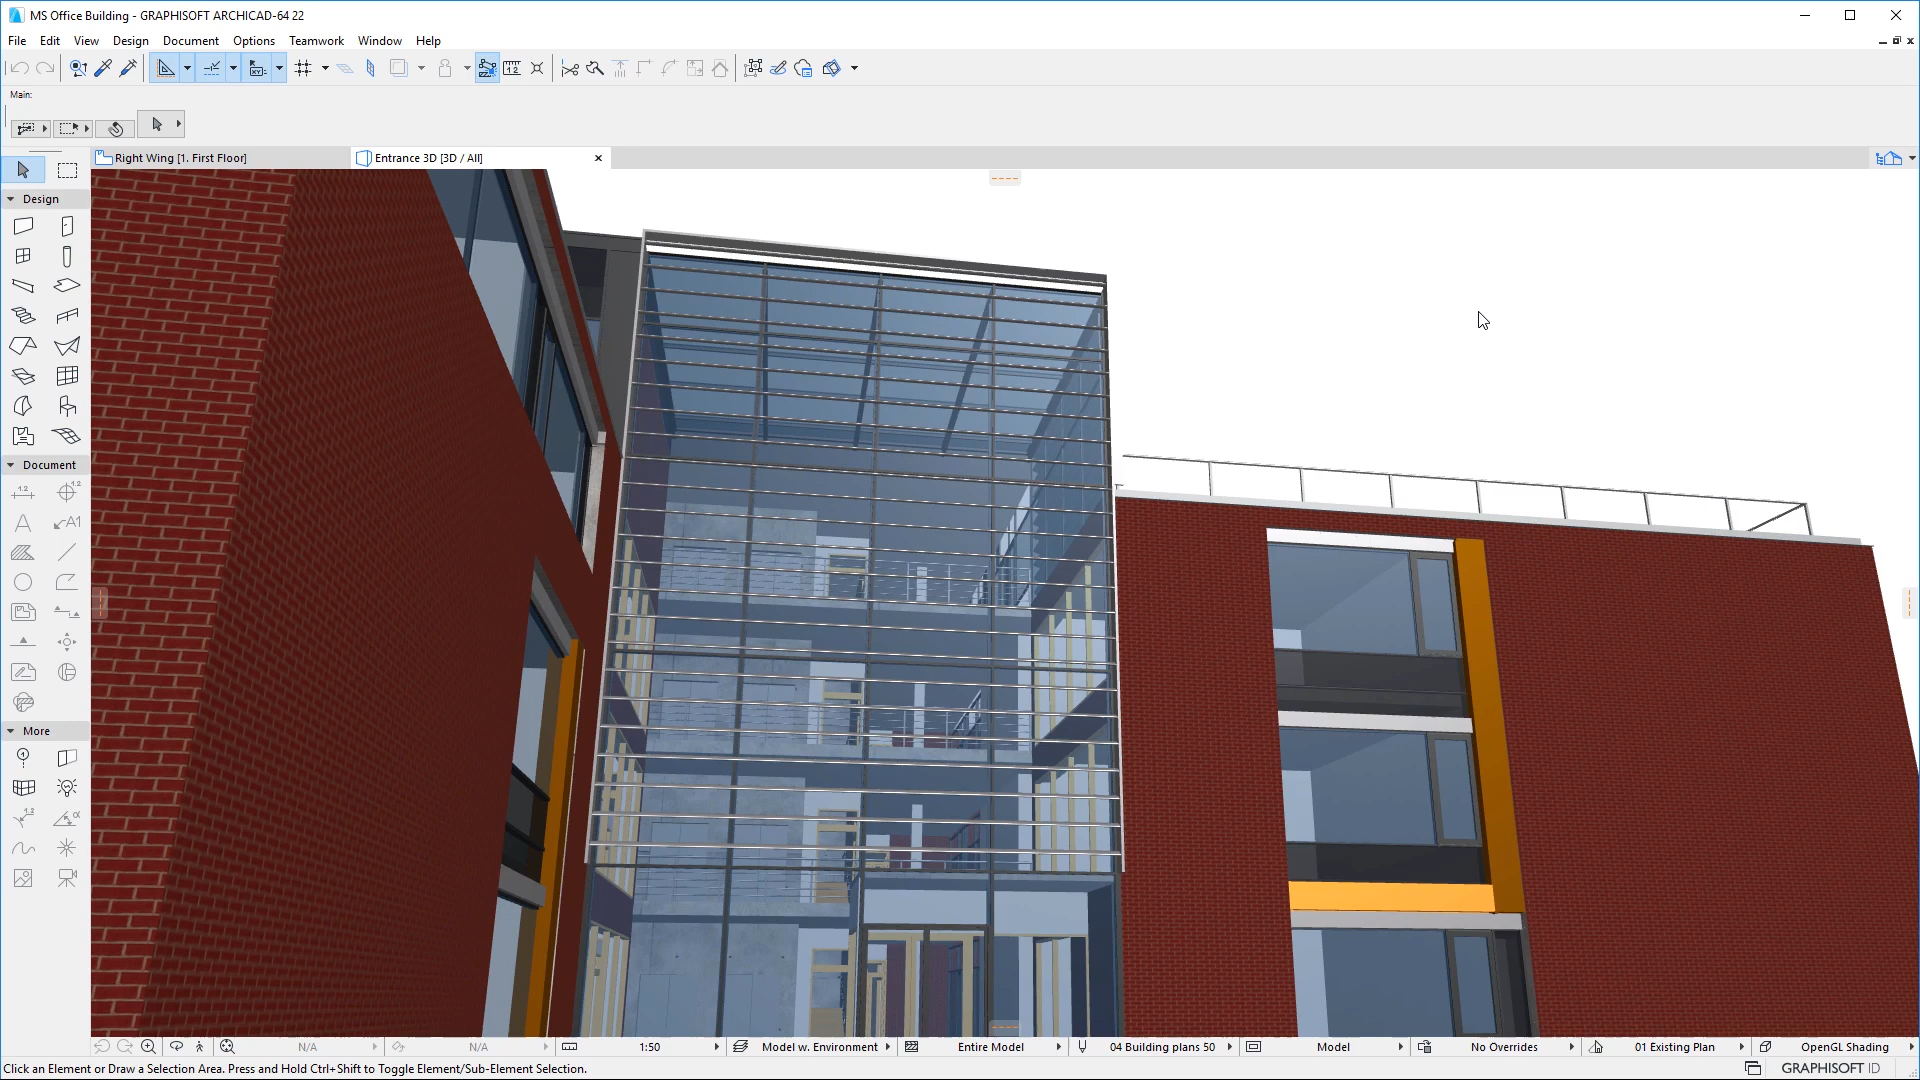 MS Office Building - GRAPHISOFT ARCHICAD-64 22
File Edit View Design Document Options Teamwork Window Help
Main:
Right Wing [1. First Floor]
Entrance 3D [3D / All]
Design
Document
More
N/A
N/A
1:50
Model w. Environment
Entire Model
04 Building plans 50
Model
No Overrides
01 Existing Plan
OpenGL Shading
Click an Element or Draw a Selection Area. Press and Hold Ctrl+Shift to Toggle Element/Sub-Element Selection.
GRAPHISOFT ID